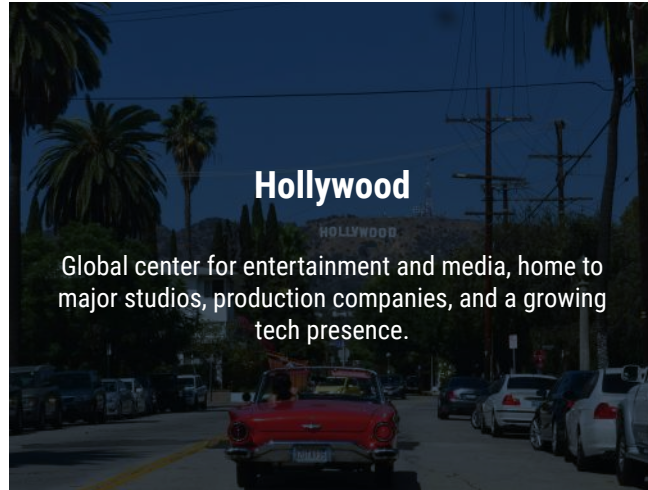 Hollywood
HOLLYWOOD
Global center for entertainment and media, home to
major studios, production companies, and a growing
tech presence.